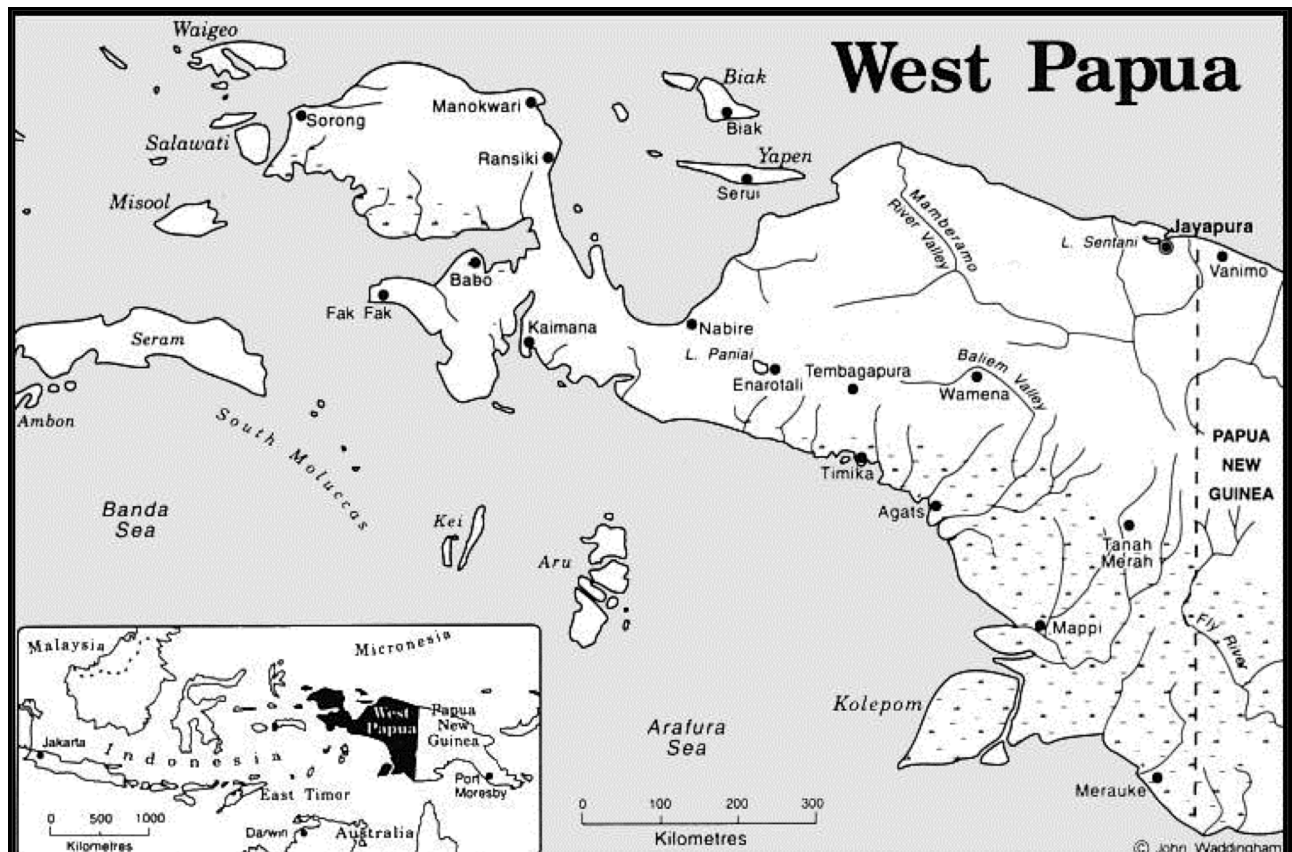 West Papua
Waigeo
Biak
Manokwari
Biak
Sorong
Salawati
Ransiki
Yapen
Serui
Misool
Mamberamo
River Valley
Jayapura
L. Sentani
Vanimo
Babo
Fak Fak
Kaimana
Nabire
Seram
L. Paniai
Enarotali
Tembagapura
Baliem Valley
Wamena
Ambon
South Moluccas
PAPUA
NEW
GUINEA
Timika
Banda
Sea
Kei
Agats
Aru
Tanah
Merah
Mappi
Fly River
Kolepom
Arafura
Sea
Merauke
0 100 200 300
Kilometres
© John Waddingham
Malaysia
Micronesia
West
Papua
Papua
New
Guinea
Jakarta
Indonesia
Port
Moresby
East Timor
0 500 1000
Kilometres
Darwin
Australia